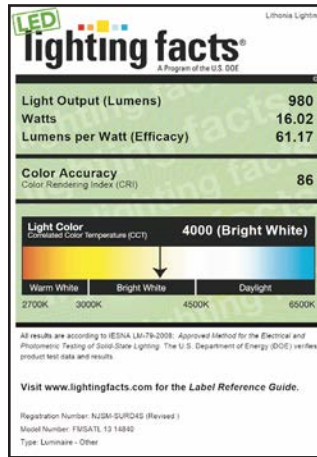 LED
Lithonia Lightin
lighting facts®
A Program of the U.S. DOE
Light Output (Lumens) 980
Watts 16.02
Lumens per Watt (Efficacy) 61.17
Color Accuracy
Color Rendering Index (CRI) 86
Light Color
Correlated Color Temperature (CCT) 4000 (Bright White)
Warm White Bright White Daylight
2700K 3000K 4500K 6500K
All results are according to IESNA LM-79-2008: Approved Method for the Electrical and
Photometric Testing of Solid-State Lighting. The U.S. Department of Energy (DOE) verifies
product test data and results.
Visit www.lightingfacts.com for the Label Reference Guide.
Registration Number: NJSM-SURD4S (Revised )
Model Number: FMSATL 13 14840
Type: Luminaire - Other